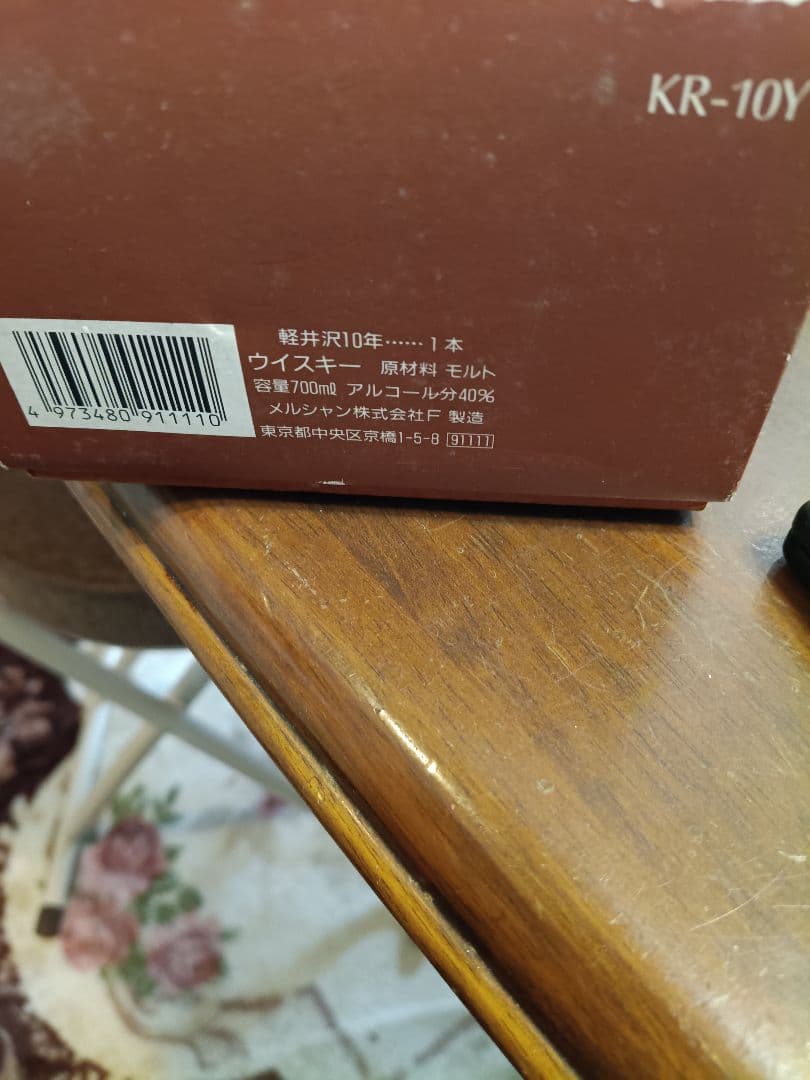 KR-10Y
軽井沢10年……1本
ウイスキー 原材料 モルト
容量700mℓ アルコール分40%
メルシャン株式会社F 製造
東京都中央区京橋1-5-8 91111
4 973480 911110